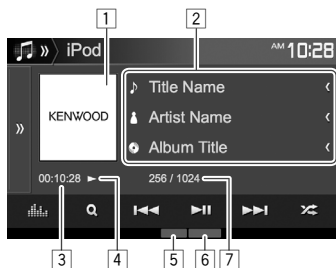 1 2
iPod AM 10:28
KENWOOD
Title Name
Artist Name
Album Title
00:10:28 256 / 1024
3 4 5 6 7